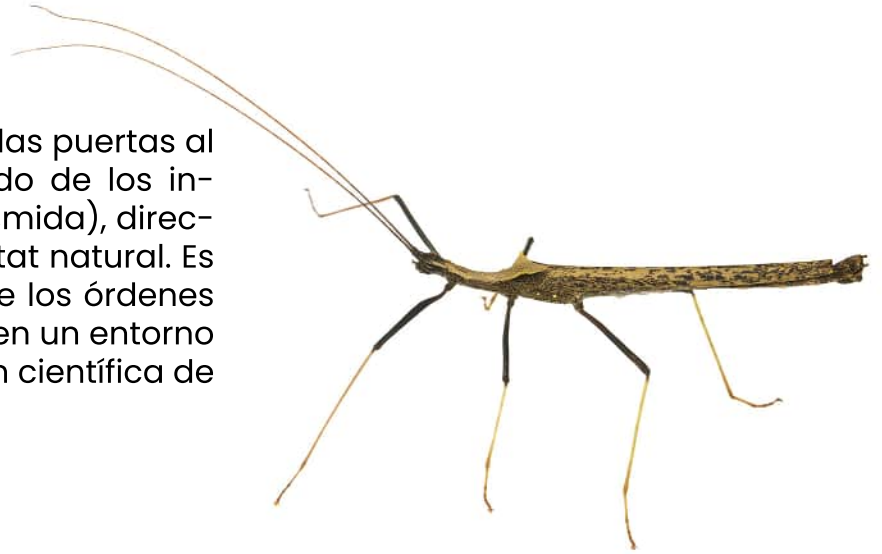 las puertas al
do de los in-
mida), direc-
tat natural. Es
e los órdenes
en un entorno
n científica de